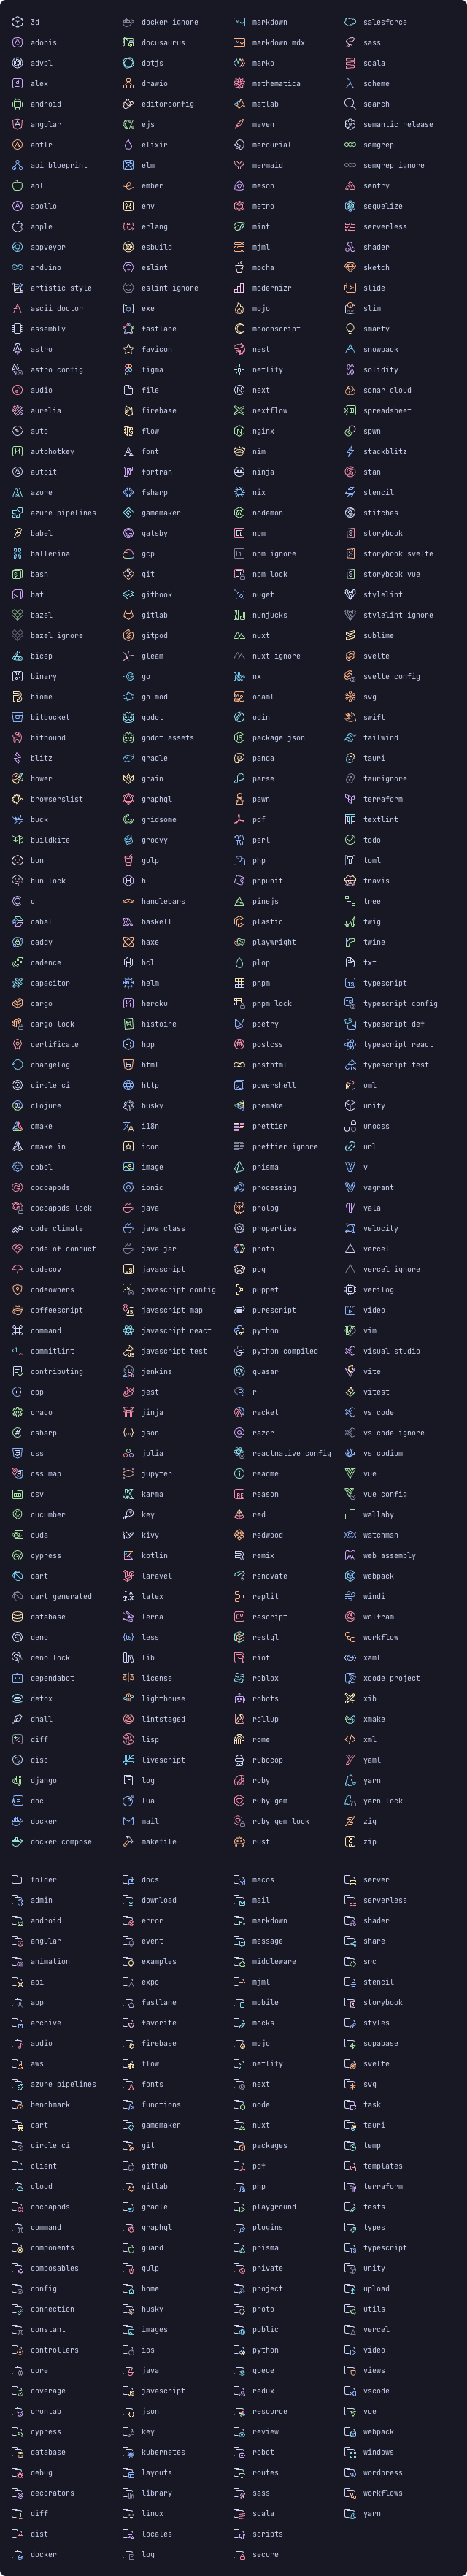 3d
adonis
advpl
alex
android
angular
antlr
api blueprint
apl
apollo
apple
appveyor
arduino
artistic style
ascii doctor
assembly
astro
astro config
audio
aurelia
auto
autohotkey
autoit
azure
azure pipelines
babel
ballerina
bash
bat
bazel
bazel ignore
bicep
binary
biome
bitbucket
bithound
blitz
bower
browserslist
buck
buildkite
bun
bun lock
c
cabal
caddy
cadence
capacitor
cargo
cargo lock
certificate
changelog
circle ci
clojure
cmake
cmake in
cobol
cocoapods
cocoapods lock
code climate
code of conduct
codecov
codeowners
coffeescript
command
commitlint
contributing
cpp
craco
csharp
css
css map
csv
cucumber
cuda
cypress
dart
dart generated
database
deno
deno lock
dependabot
detox
dhall
diff
disc
django
doc
docker
docker compose
docker ignore
docusaurus
dotjs
drawio
editorconfig
ejs
elixir
elm
ember
env
erlang
esbuild
eslint
eslint ignore
exe
fastlane
favicon
figma
file
firebase
flow
font
fortran
fsharp
gamemaker
gatsby
gcp
git
gitbook
gitlab
gitpod
gleam
go
go mod
godot
godot assets
gradle
grain
graphql
gridsome
groovy
gulp
h
handlebars
haskell
haxe
hcl
helm
heroku
histoire
hpp
html
http
husky
i18n
icon
image
ionic
java
java class
java jar
javascript
javascript config
javascript map
javascript react
javascript test
jenkins
jest
jinja
json
julia
jupyter
karma
key
kivy
kotlin
laravel
latex
lerna
less
lib
license
lighthouse
lintstaged
lisp
livescript
log
lua
mail
makefile
markdown
markdown mdx
marko
mathematica
matlab
maven
mercurial
mermaid
meson
metro
mint
mjml
mocha
modernizr
mojo
mooonscript
nest
netlify
next
nextflow
nginx
nim
ninja
nix
nodemon
npm
npm ignore
npm lock
nuget
nunjucks
nuxt
nuxt ignore
nx
ocaml
odin
package json
panda
parse
pawn
pdf
perl
php
phpunit
pinejs
plastic
playwright
plop
pnpm
pnpm lock
poetry
postcss
posthtml
powershell
premake
prettier
prettier ignore
prisma
processing
prolog
properties
proto
pug
puppet
purescript
python
python compiled
quasar
r
racket
razor
reactnative config
readme
reason
red
redwood
remix
renovate
replit
rescript
restql
riot
roblox
robots
rollup
rome
rubocop
ruby
ruby gem
ruby gem lock
rust
salesforce
sass
scala
scheme
search
semantic release
semgrep
semgrep ignore
sentry
sequelize
serverless
shader
sketch
slide
slim
smarty
snowpack
solidity
sonar cloud
spreadsheet
spwn
stackblitz
stan
stencil
stitches
storybook
storybook svelte
storybook vue
stylelint
stylelint ignore
sublime
svelte
svelte config
svg
swift
tailwind
tauri
taurignore
terraform
textlint
todo
toml
travis
tree
twig
twine
txt
typescript
typescript config
typescript def
typescript react
typescript test
uml
unity
unocss
url
v
vagrant
vala
velocity
vercel
vercel ignore
verilog
video
vim
visual studio
vite
vitest
vs code
vs code ignore
vs codium
vue
vue config
wallaby
watchman
web assembly
webpack
windi
wolfram
workflow
xaml
xcode project
xib
xmake
xml
yaml
yarn
yarn lock
zig
zip
folder
admin
android
angular
animation
api
app
archive
audio
aws
azure pipelines
benchmark
cart
circle ci
client
cloud
cocoapods
command
components
composables
config
connection
constant
controllers
core
coverage
crontab
cypress
database
debug
decorators
diff
dist
docker
docs
download
error
event
examples
expo
fastlane
favorite
firebase
flow
fonts
functions
gamemaker
git
github
gitlab
gradle
graphql
guard
gulp
home
husky
images
ios
java
javascript
json
key
kubernetes
layouts
library
linux
locales
log
macos
mail
markdown
message
middleware
mjml
mobile
mocks
mojo
netlify
next
node
nuxt
packages
pdf
php
playground
plugins
prisma
private
project
proto
public
python
queue
redux
resource
review
robot
routes
sass
scala
scripts
secure
server
serverless
shader
share
src
stencil
storybook
styles
supabase
svelte
svg
task
tauri
temp
templates
terraform
tests
types
typescript
unity
upload
utils
vercel
video
views
vscode
vue
webpack
windows
wordpress
workflows
yarn